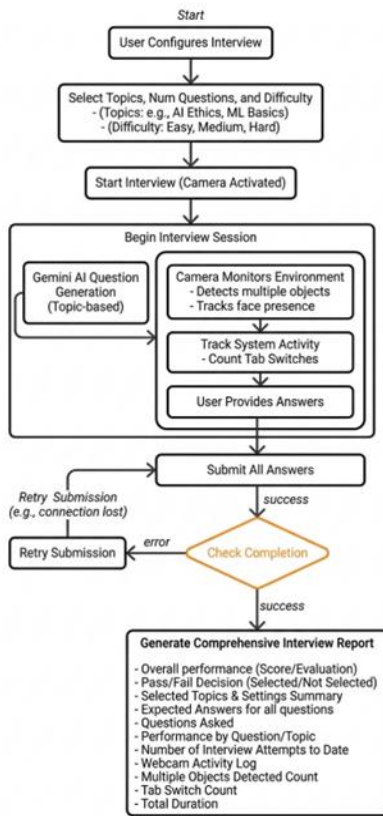 Start
User Configures Interview
Select Topics, Num Questions, and Difficulty
- (Topics: e.g., AI Ethics, ML Basics)
- (Difficulty: Easy, Medium, Hard)
Start Interview (Camera Activated)
Begin Interview Session
Gemini AI Question
Generation
(Topic-based)
Camera Monitors Environment
- Detects multiple objects
- Tracks face presence
Track System Activity
- Count Tab Switches
User Provides Answers
Submit All Answers
Retry Submission
(e.g., connection lost)
success
Retry Submission
error
Check Completion
success
Generate Comprehensive Interview Report
- Overall performance (Score/Evaluation)
- Pass/Fail Decision (Selected/Not Selected)
- Selected Topics & Settings Summary
- Expected Answers for all questions
- Questions Asked
- Performance by Question/Topic
- Number of Interview Attempts to Date
- Webcam Activity Log
- Multiple Objects Detected Count
- Tab Switch Count
- Total Duration